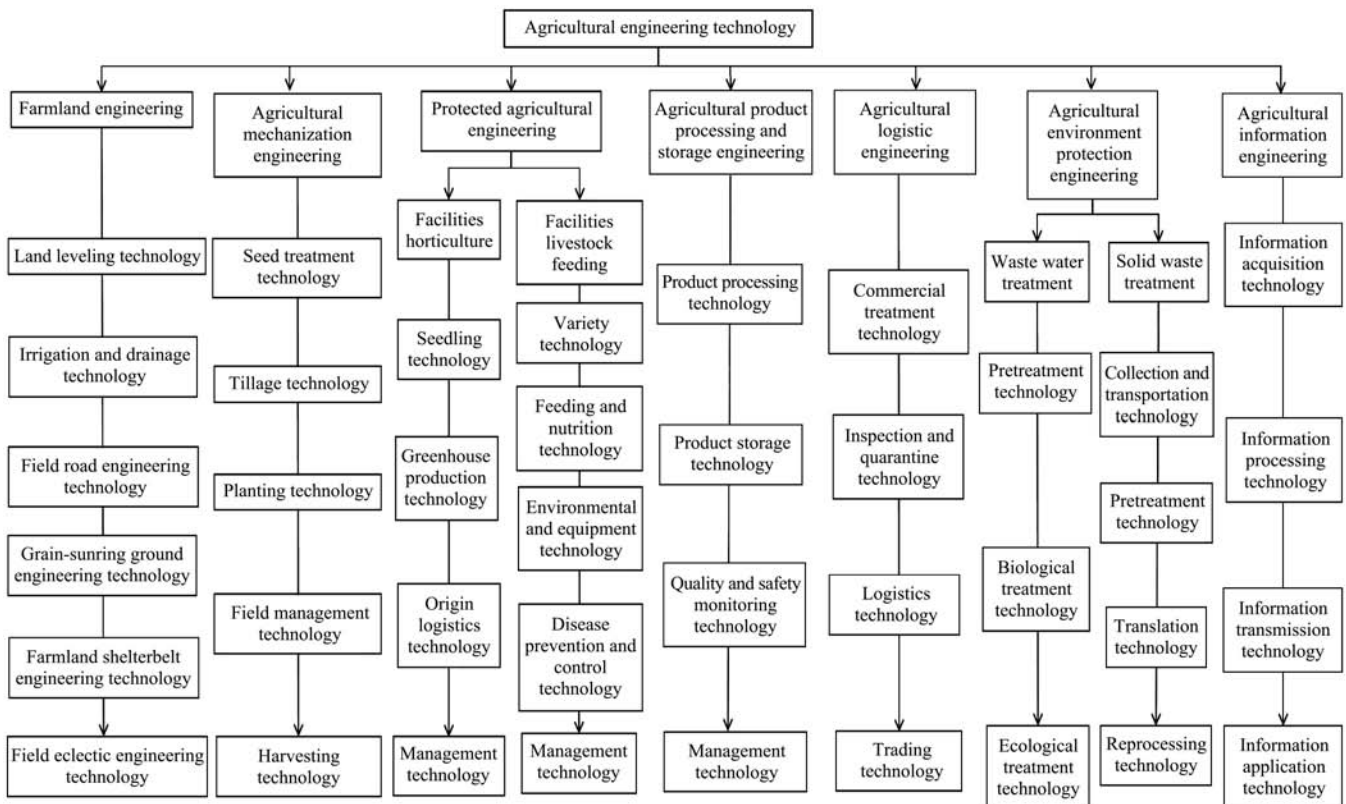 Agricultural engineering technology
Farmland engineering
Land leveling technology
Irrigation and drainage
technology
Field road engineering
technology
Grain-sunring ground
engineering technology
Farmland shelterbelt
engineering technology
Field eclectic engineering
technology
Agricultural
mechanization
engineering
Seed treatment
technology
Tillage technology
Planting technology
Field management
technology
Harvesting
technology
Protected agricultural
engineering
Facilities
horticulture
Seedling
technology
Greenhouse
production
technology
Origin
logistics
technology
Management
technology
Facilities
livestock
feeding
Variety
technology
Feeding and
nutrition
technology
Environmental
and equipment
technology
Disease
prevention and
control
technology
Management
technology
Agricultural product
processing and
storage engineering
Product processing
technology
Product storage
technology
Quality and safety
monitoring
technology
Management
technology
Agricultural
logistic
engineering
Commercial
treatment
technology
Inspection and
quarantine
technology
Logistics
technology
Trading
technology
Agricultural
environment
protection
engineering
Waste water
treatment
Pretreatment
technology
Biological
treatment
technology
Ecological
treatment
technology
Solid waste
treatment
Collection and
transportation
technology
Pretreatment
technology
Translation
technology
Reprocessing
technology
Agricultural
information
engineering
Information
acquisition
technology
Information
processing
technology
Information
transmission
technology
Information
application
technology